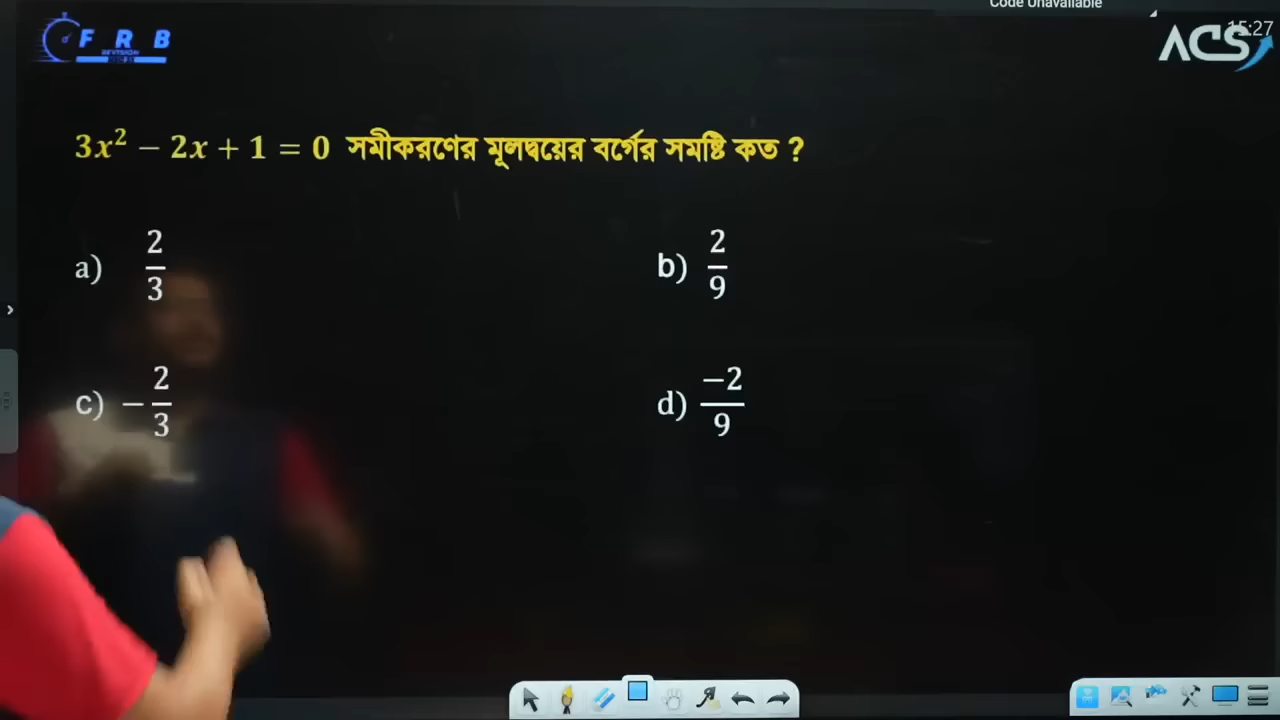 Code Unavailable
15:27
F R B
REVISION
ACS
3x² − 2x + 1 = 0 সমীকরণের মূলদ্বয়ের বর্গের সমষ্টি কত ?
a) 2/3
b) 2/9
c) −2/3
d) −2/9